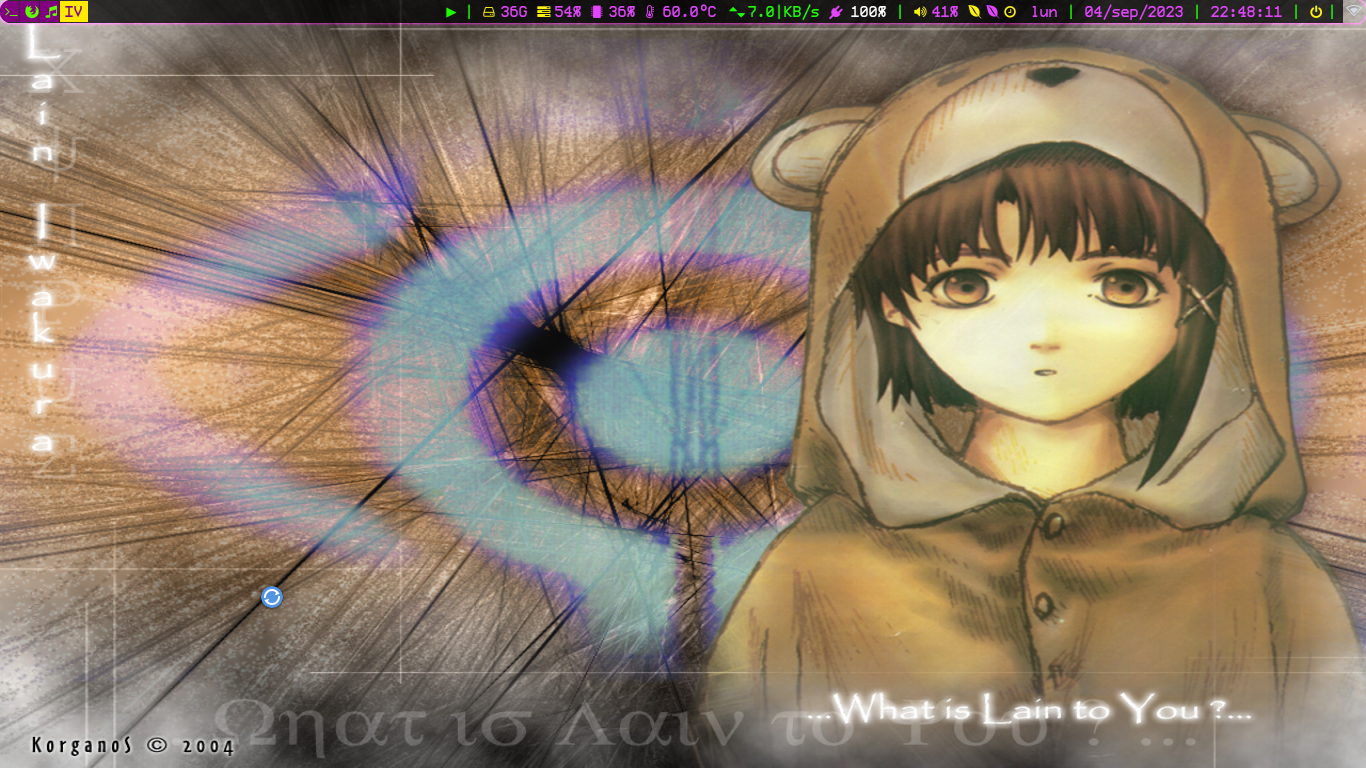 IV
36G 54% 36% 60.0°C 7.0|KB/s 100% | 41% lun | 04/sep/2023 | 22:48:11 |
Lain Iwakura
...What is Lain to You ?...
Ωηατ ισ Λαιν το Υου ? ...
KorganoS © 2004